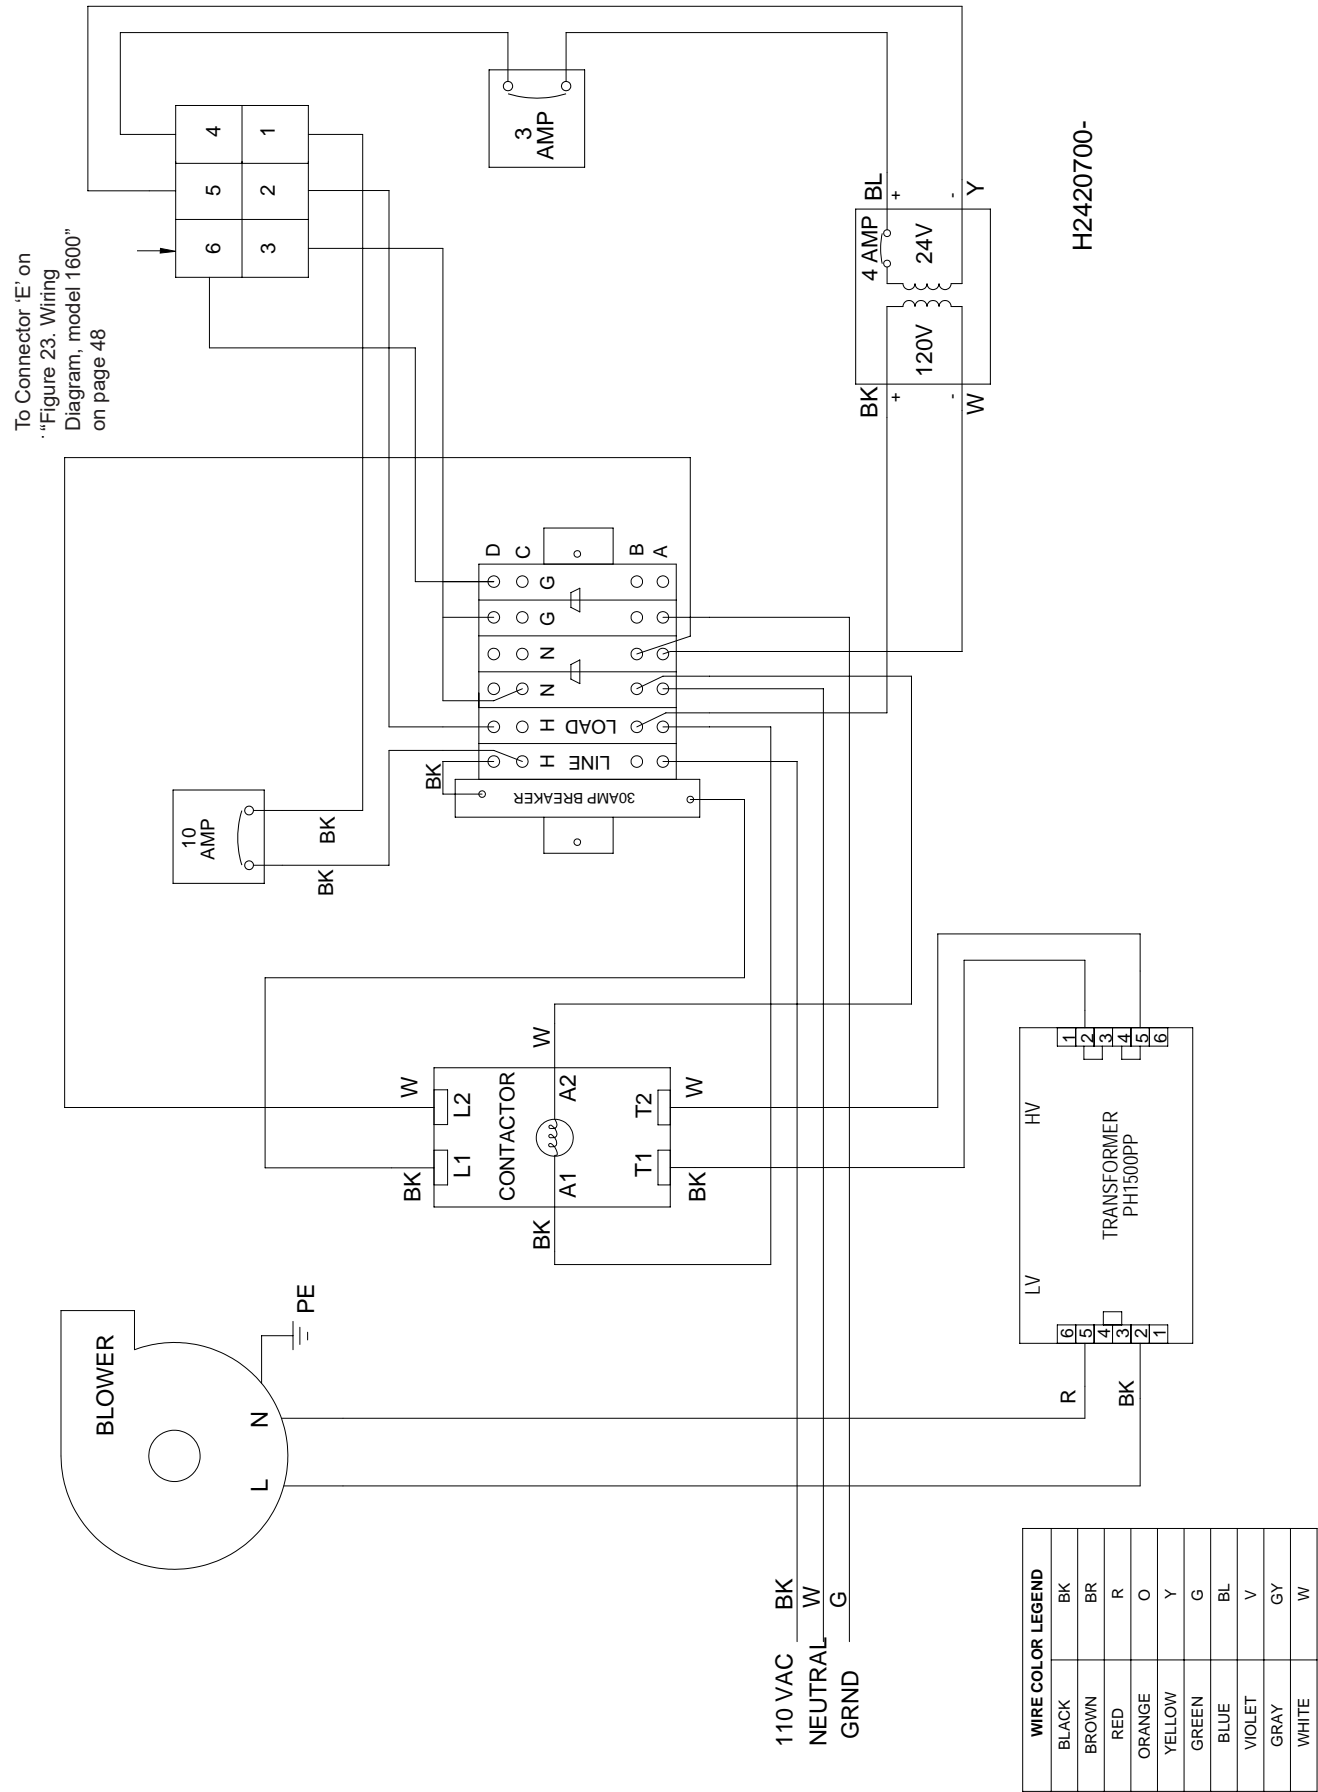 To Connector ‘E’ on
“Figure 23. Wiring
Diagram, model 1600”
on page 48
4
1
5
2
6
3
3
AMP
H2420700-
BL
+
Y
-
4 AMP
24V
120V
BK
+
W
-
D
C
B
A
G
G
N
N
H
LOAD
H
LINE
30AMP BREAKER
BK
10
AMP
BK
BK
W
W
L2
L1
BK
CONTACTOR
A2
A1
BK
T2
T1
W
BK
BLOWER
N
L
PE
TRANSFORMER
PH1500PP
HV
LV
1
2
3
4
5
6
6
5
4
3
2
1
R
BK
110 VAC BK
NEUTRAL W
GRND G
WIRE COLOR LEGEND
BLACK BK
BROWN BR
RED R
ORANGE O
YELLOW Y
GREEN G
BLUE BL
VIOLET V
GRAY GY
WHITE W